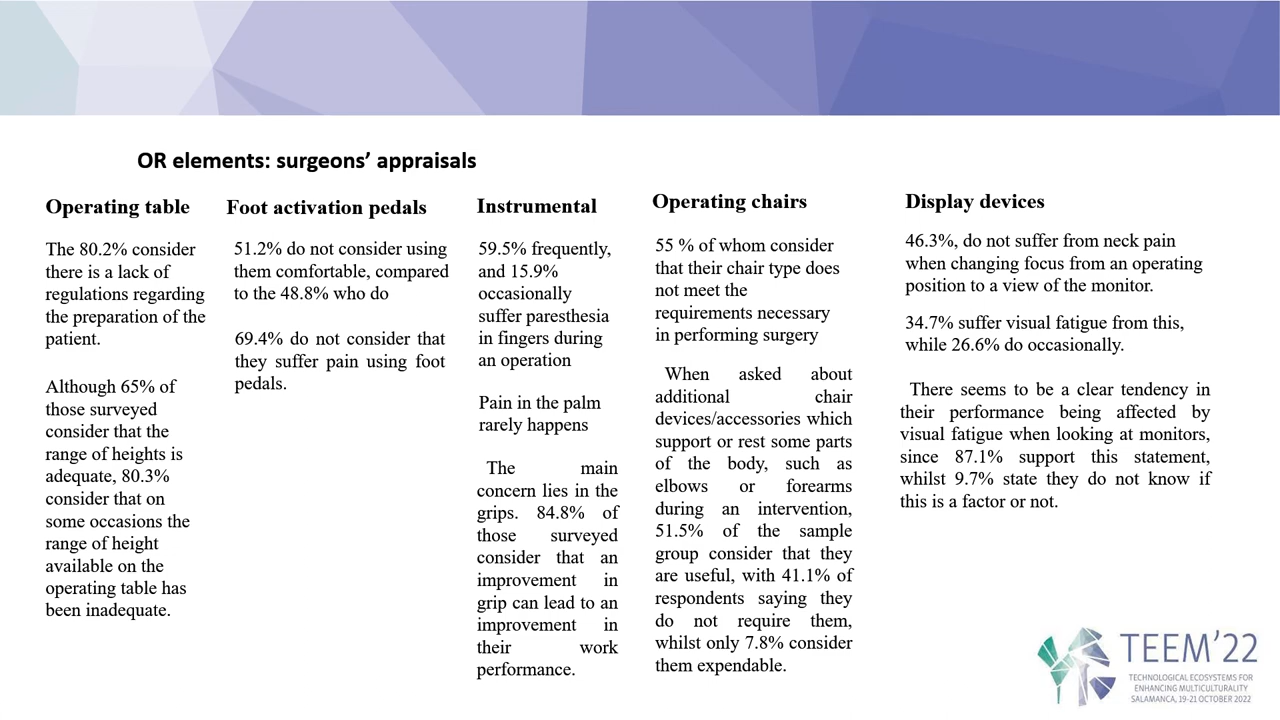 OR elements: surgeons’ appraisals
Operating table
The 80.2% consider
there is a lack of
regulations regarding
the preparation of the
patient.
Although 65% of
those surveyed
consider that the
range of heights is
adequate, 80.3%
consider that on
some occasions the
range of height
available on the
operating table has
been inadequate.
Foot activation pedals
51.2% do not consider using
them comfortable, compared
to the 48.8% who do
69.4% do not consider that
they suffer pain using foot
pedals.
Instrumental
59.5% frequently,
and 15.9%
occasionally
suffer paresthesia
in fingers during
an operation
Pain in the palm
rarely happens
The main
concern lies in the
grips. 84.8% of
those surveyed
consider that an
improvement in
grip can lead to an
improvement in
their work
performance.
Operating chairs
55 % of whom consider
that their chair type does
not meet the
requirements necessary
in performing surgery
When asked about
additional chair
devices/accessories which
support or rest some parts
of the body, such as
elbows or forearms
during an intervention,
51.5% of the sample
group consider that they
are useful, with 41.1% of
respondents saying they
do not require them,
whilst only 7.8% consider
them expendable.
Display devices
46.3%, do not suffer from neck pain
when changing focus from an operating
position to a view of the monitor.
34.7% suffer visual fatigue from this,
while 26.6% do occasionally.
There seems to be a clear tendency in
their performance being affected by
visual fatigue when looking at monitors,
since 87.1% support this statement,
whilst 9.7% state they do not know if
this is a factor or not.
TEEM’22
TECHNOLOGICAL ECOSYSTEMS FOR
ENHANCING MULTICULTURALITY
SALAMANCA, 19-21 OCTOBER 2022